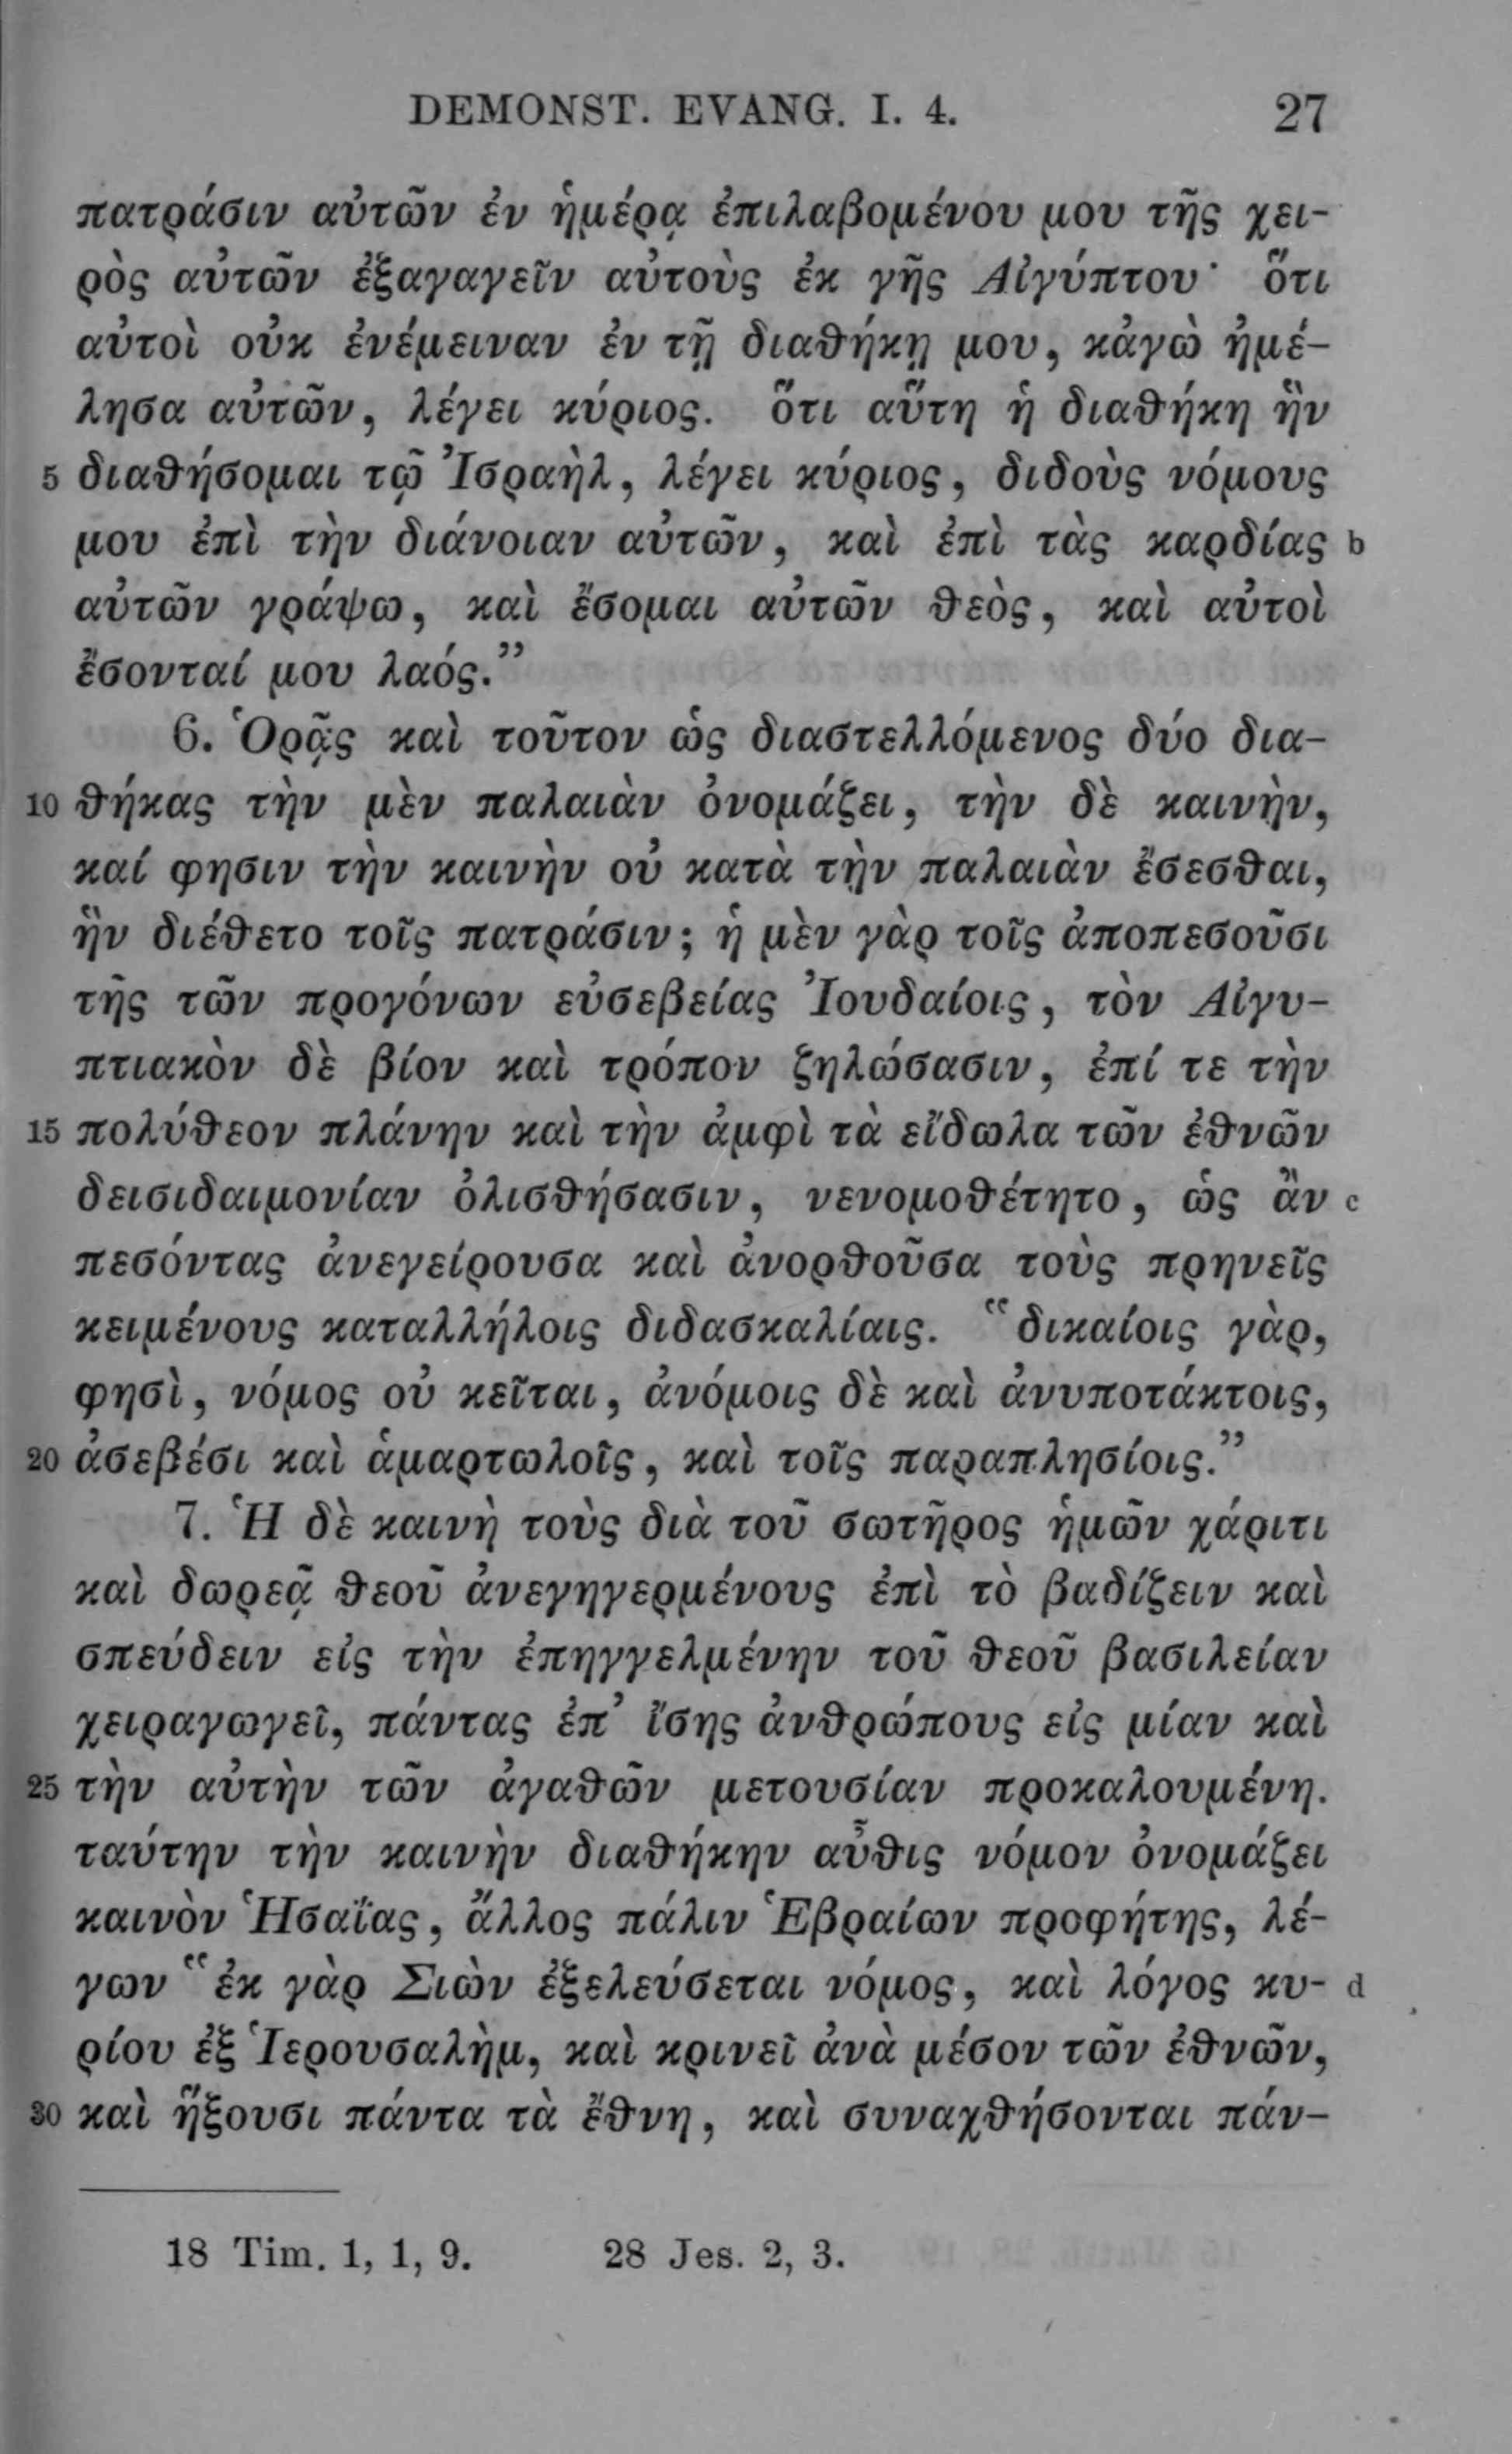 DEMONST. EVANG. I. 4. 27
πατράσιν αὐτῶν ἐν ἡμέρᾳ ἐπιλαβομένου μου τῆς χει-
ρὸς αὐτῶν ἐξαγαγεῖν αὐτοὺς ἐκ γῆς Αἰγύπτου· ὅτι
αὐτοὶ οὐκ ἐνέμειναν ἐν τῇ διαθήκῃ μου, κἀγὼ ἠμέ-
λησα αὐτῶν, λέγει κύριος. ὅτι αὕτη ἡ διαθήκη ἣν
5 διαθήσομαι τῷ Ἰσραὴλ, λέγει κύριος, διδοὺς νόμους
μου ἐπὶ τὴν διάνοιαν αὐτῶν, καὶ ἐπὶ τὰς καρδίας b
αὐτῶν γράψω, καὶ ἔσομαι αὐτῶν θεὸς, καὶ αὐτοὶ
ἔσονταί μου λαός.”
6. Ὁρᾷς καὶ τοῦτον ὡς διαστελλόμενος δύο δια-
10 θήκας τὴν μὲν παλαιὰν ὀνομάζει, τὴν δὲ καινὴν,
καί φησιν τὴν καινὴν οὐ κατὰ τὴν παλαιὰν ἔσεσθαι,
ἣν διέθετο τοῖς πατράσιν; ἡ μὲν γὰρ τοῖς ἀποπεσοῦσι
τῆς τῶν προγόνων εὐσεβείας Ἰουδαίοις, τὸν Αἰγυ-
πτιακὸν δὲ βίον καὶ τρόπον ζηλώσασιν, ἐπί τε τὴν
15 πολύθεον πλάνην καὶ τὴν ἀμφὶ τὰ εἴδωλα τῶν ἐθνῶν
δεισιδαιμονίαν ὀλισθήσασιν, νενομοθέτητο, ὡς ἂν c
πεσόντας ἀνεγείρουσα καὶ ἀνορθοῦσα τοὺς πρηνεῖς
κειμένους καταλλήλοις διδασκαλίαις. “δικαίοις γὰρ,
φησὶ, νόμος οὐ κεῖται, ἀνόμοις δὲ καὶ ἀνυποτάκτοις,
20 ἀσεβέσι καὶ ἁμαρτωλοῖς, καὶ τοῖς παραπλησίοις.”
7. Ἡ δὲ καινὴ τοὺς διὰ τοῦ σωτῆρος ἡμῶν χάριτι
καὶ δωρεᾷ θεοῦ ἀνεγηγερμένους ἐπὶ τὸ βαδίζειν καὶ
σπεύδειν εἰς τὴν ἐπηγγελμένην τοῦ θεοῦ βασιλείαν
χειραγωγεῖ, πάντας ἐπ’ ἴσης ἀνθρώπους εἰς μίαν καὶ
25 τὴν αὐτὴν τῶν ἀγαθῶν μετουσίαν προκαλουμένη.
ταύτην τὴν καινὴν διαθήκην αὖθις νόμον ὀνομάζει
καινὸν Ἡσαΐας, ἄλλος πάλιν Ἑβραίων προφήτης, λέ-
γων “ἐκ γὰρ Σιὼν ἐξελεύσεται νόμος, καὶ λόγος κυ- d
ρίου ἐξ Ἱερουσαλὴμ, καὶ κρινεῖ ἀνὰ μέσον τῶν ἐθνῶν,
30 καὶ ἥξουσι πάντα τὰ ἔθνη, καὶ συναχθήσονται πάν-
18 Tim. 1, 1, 9. 28 Jes. 2, 3.